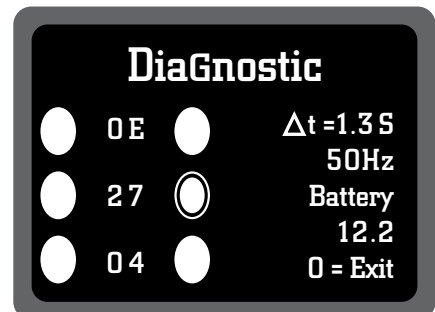 DiaGnostic
0E
27
04
Δt =1.3 S
50Hz
Battery
12.2
0 = Exit